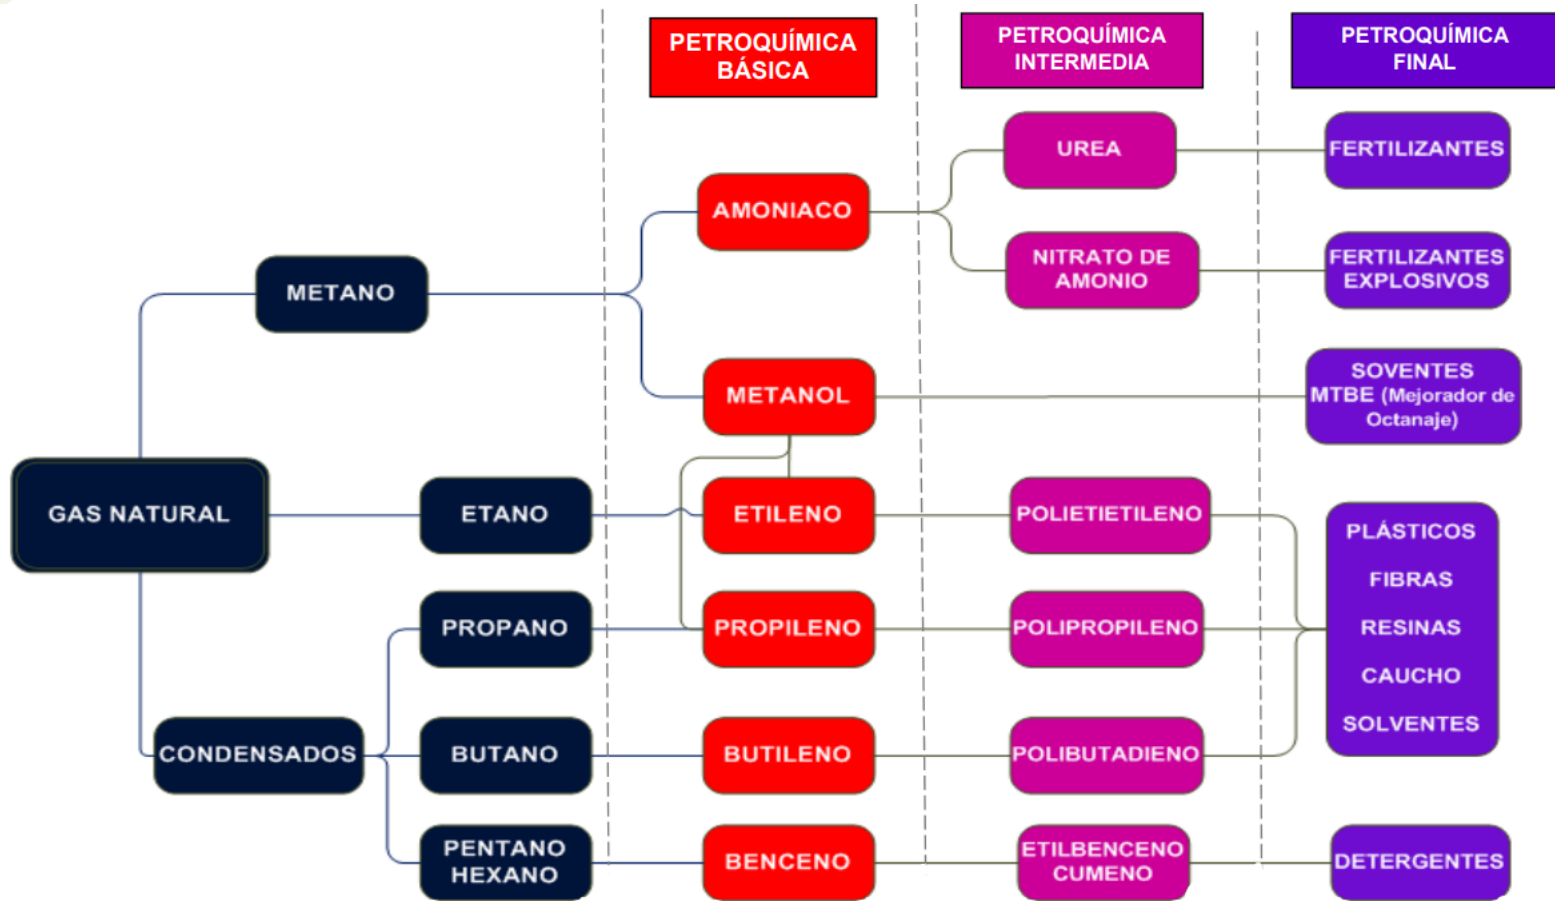 PETROQUÍMICA
BÁSICA
PETROQUÍMICA
INTERMEDIA
PETROQUÍMICA
FINAL
UREA
FERTILIZANTES
AMONIACO
NITRATO DE
AMONIO
FERTILIZANTES
EXPLOSIVOS
METANO
METANOL
SOVENTES
MTBE (Mejorador de
Octanaje)
GAS NATURAL
ETANO
ETILENO
POLIETIETILENO
PLÁSTICOS
FIBRAS
RESINAS
CAUCHO
SOLVENTES
PROPANO
PROPILENO
POLIPROPILENO
CONDENSADOS
BUTANO
BUTILENO
POLIBUTADIENO
PENTANO
HEXANO
BENCENO
ETILBENCENO
CUMENO
DETERGENTES